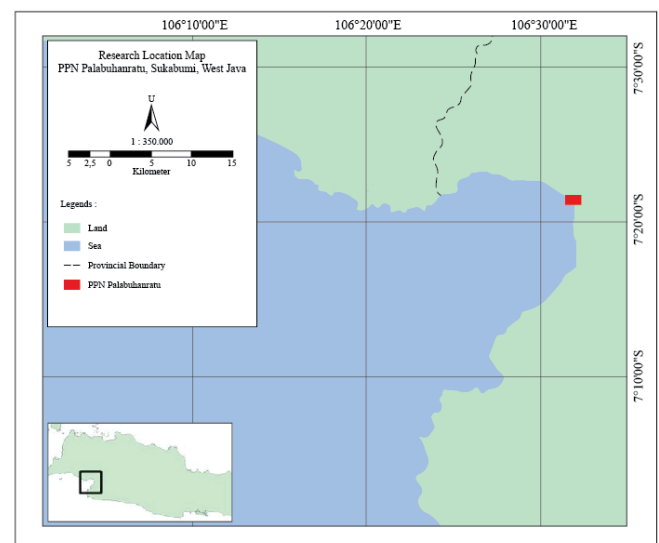 106°10'00"E 106°20'00"E 106°30'00"E
Research Location Map
PPN Palabuhanratu, Sukabumi, West Java
U
1 : 350.000
5 2,5 0 5 10 15
Kilometer
Legends :
Land
Sea
Provincial Boundary
PPN Palabuhanratu
7°30'00"S
7°20'00"S
7°10'00"S